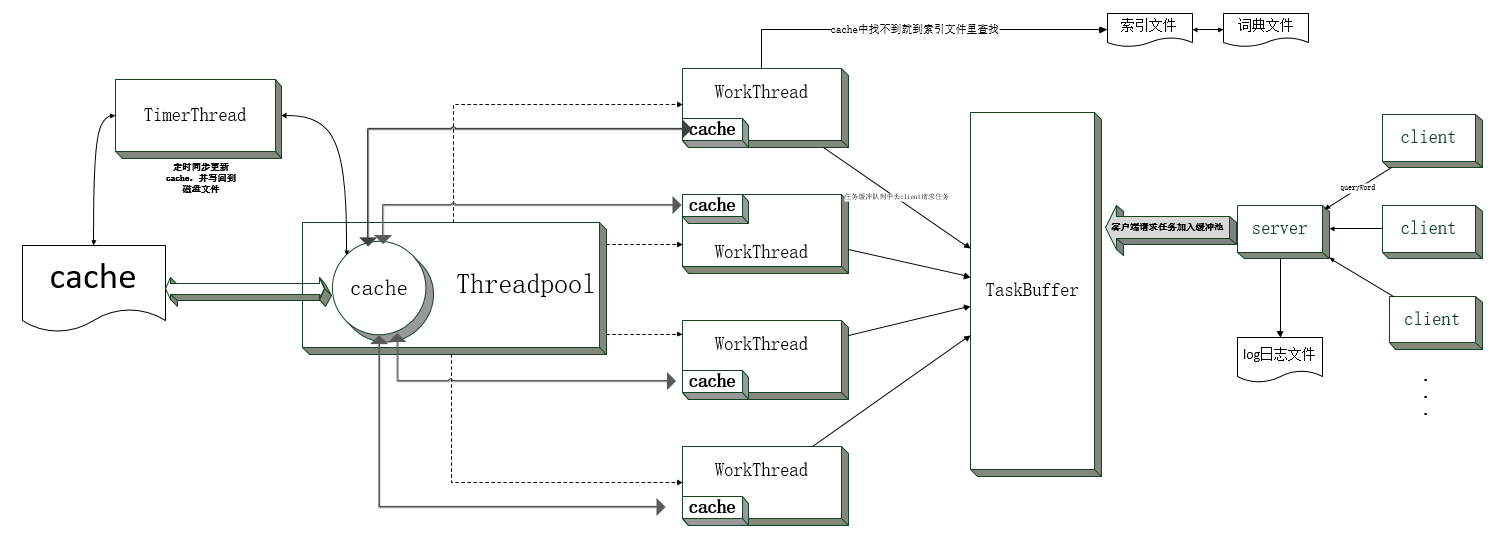 cache中找不到就到索引文件里查找
索引文件
词典文件
TimerThread
定时同步更新
cache，并写回到
磁盘文件
WorkThread
cache
cache
WorkThread
任务缓冲队列中去client请求任务
WorkThread
cache
WorkThread
cache
cache
cache
Threadpool
TaskBuffer
客户端请求任务加入缓冲池
server
queryWord
client
client
client
log日志文件